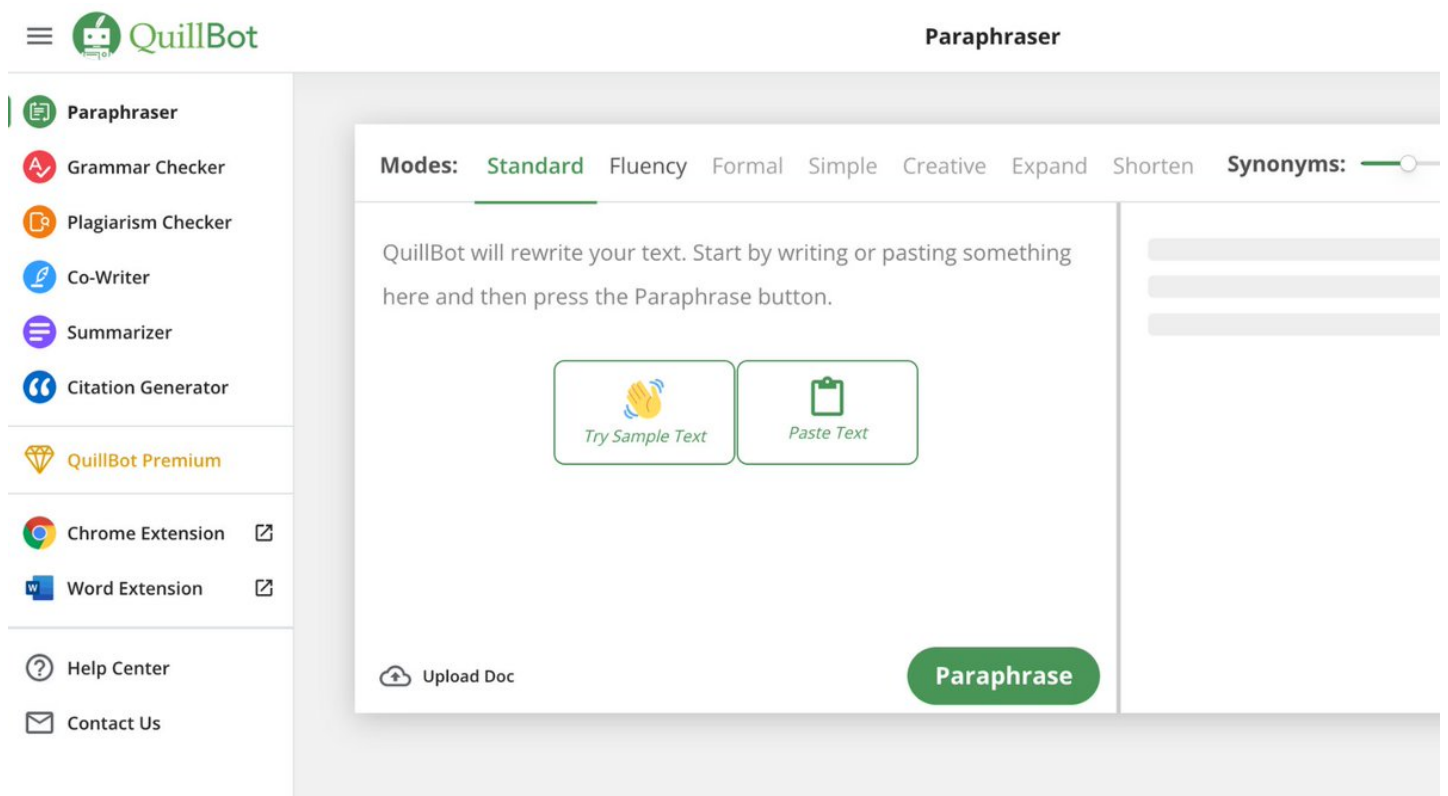 QuillBot
Paraphraser
Paraphraser
Grammar Checker
Plagiarism Checker
Co-Writer
Summarizer
Citation Generator
QuillBot Premium
Chrome Extension
Word Extension
Help Center
Contact Us
Modes: Standard Fluency Formal Simple Creative Expand Shorten Synonyms:
QuillBot will rewrite your text. Start by writing or pasting something
here and then press the Paraphrase button.
Try Sample Text
Paste Text
Upload Doc
Paraphrase